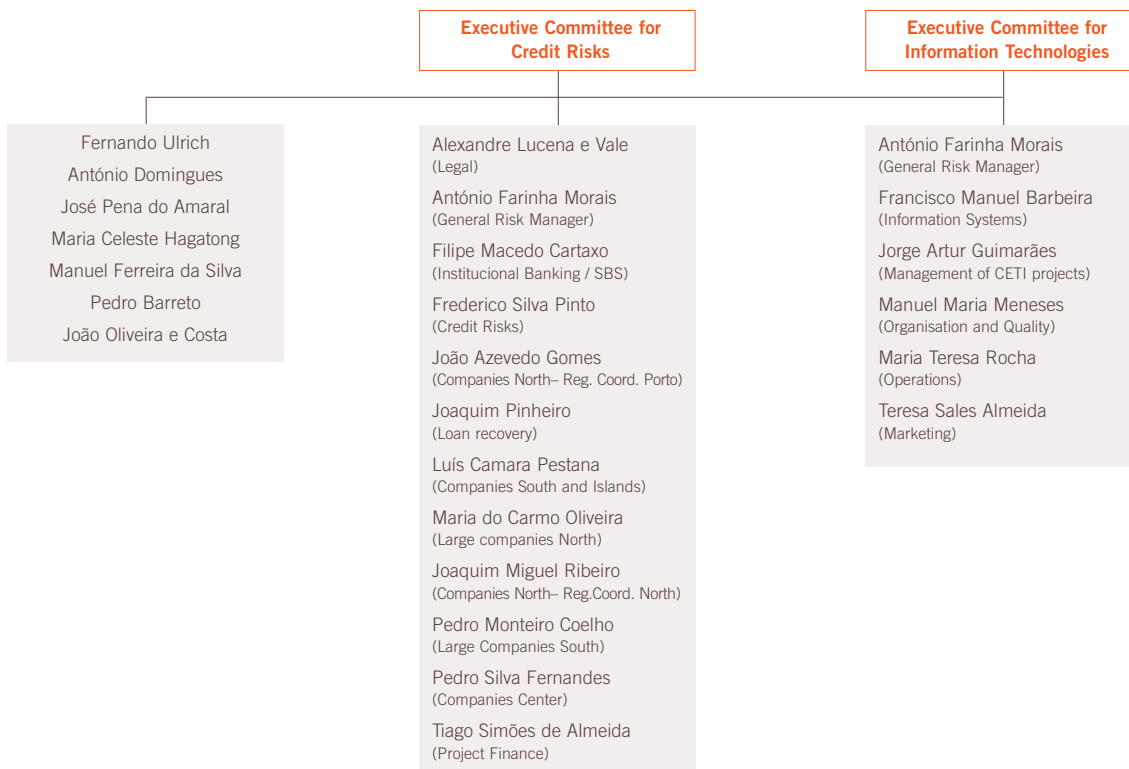 Executive Committee for
Credit Risks
Executive Committee for
Information Technologies
Fernando Ulrich
António Domingues
José Pena do Amaral
Maria Celeste Hagatong
Manuel Ferreira da Silva
Pedro Barreto
João Oliveira e Costa
Alexandre Lucena e Vale
(Legal)
António Farinha Morais
(General Risk Manager)
Filipe Macedo Cartaxo
(Institucional Banking / SBS)
Frederico Silva Pinto
(Credit Risks)
João Azevedo Gomes
(Companies North– Reg. Coord. Porto)
Joaquim Pinheiro
(Loan recovery)
Luís Camara Pestana
(Companies South and Islands)
Maria do Carmo Oliveira
(Large companies North)
Joaquim Miguel Ribeiro
(Companies North– Reg.Coord. North)
Pedro Monteiro Coelho
(Large Companies South)
Pedro Silva Fernandes
(Companies Center)
Tiago Simões de Almeida
(Project Finance)
António Farinha Morais
(General Risk Manager)
Francisco Manuel Barbeira
(Information Systems)
Jorge Artur Guimarães
(Management of CETI projects)
Manuel Maria Meneses
(Organisation and Quality)
Maria Teresa Rocha
(Operations)
Teresa Sales Almeida
(Marketing)